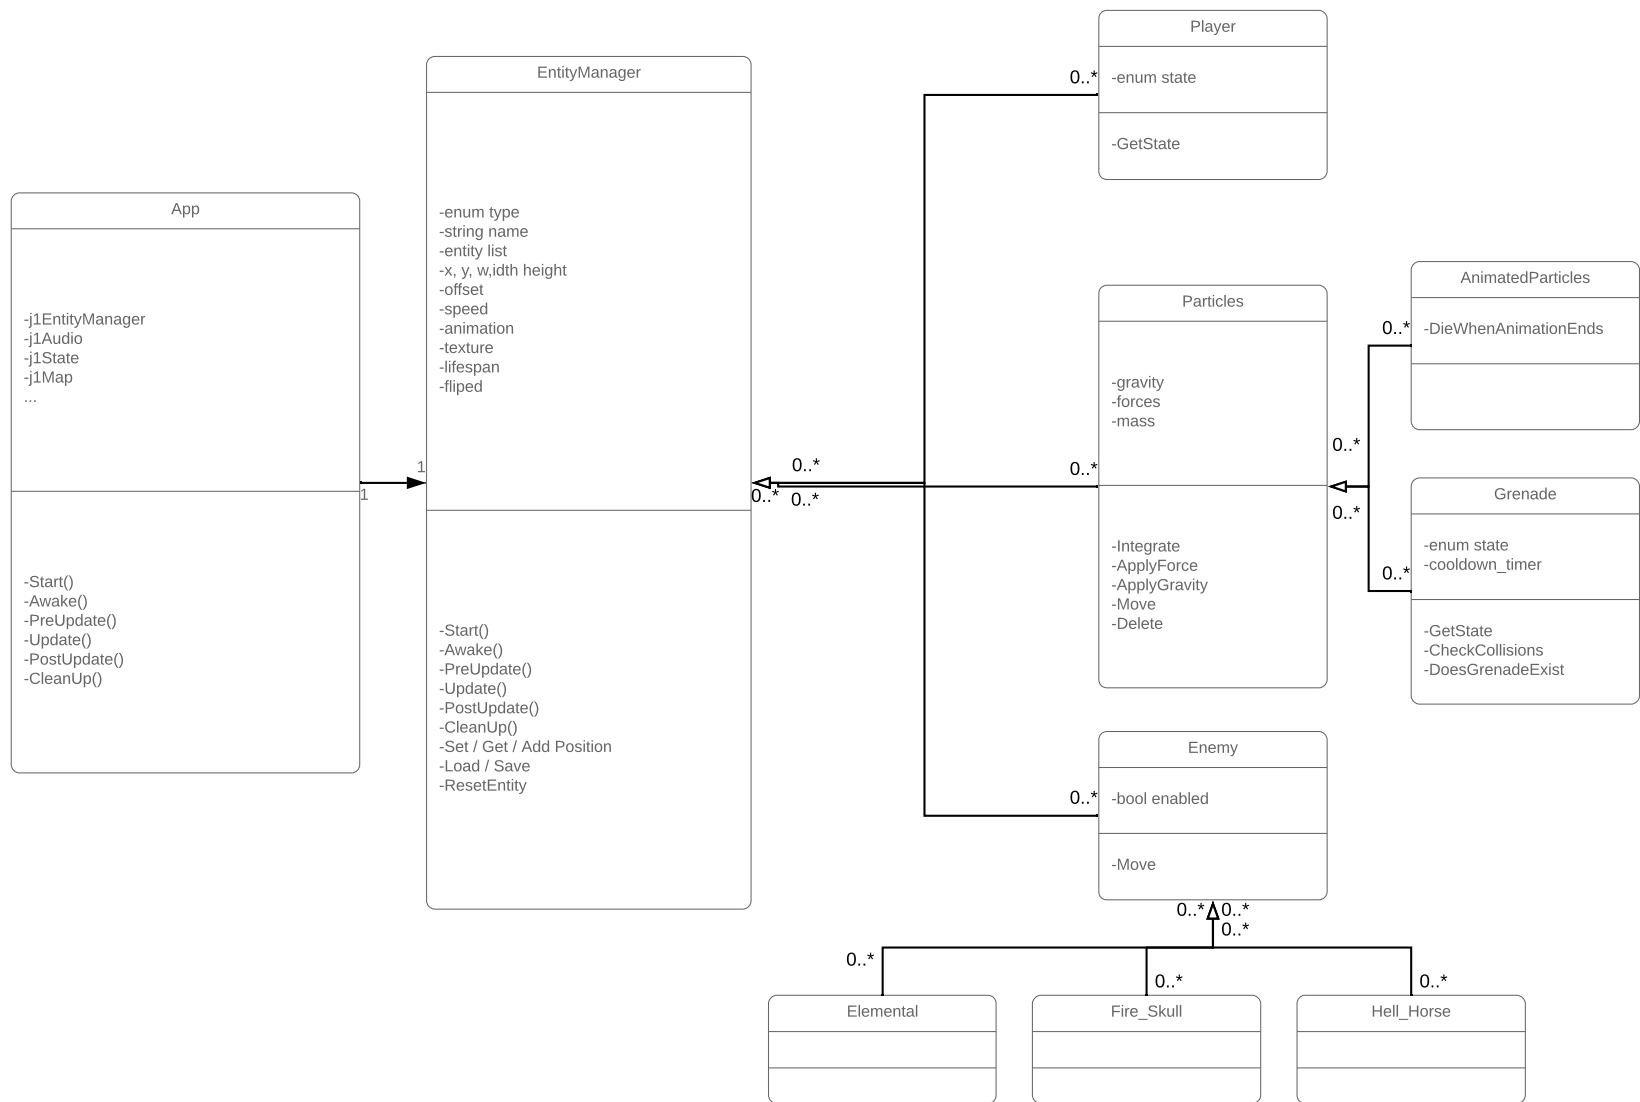 App
-j1EntityManager
-j1Audio
-j1State
-j1Map
...
-Start()
-Awake()
-PreUpdate()
-Update()
-PostUpdate()
-CleanUp()
1
1
EntityManager
-enum type
-string name
-entity list
-x, y, w,idth height
-offset
-speed
-animation
-texture
-lifespan
-fliped
-Start()
-Awake()
-PreUpdate()
-Update()
-PostUpdate()
-CleanUp()
-Set / Get / Add Position
-Load / Save
-ResetEntity
0..*
0..*
0..*
0..*
Player
-enum state
-GetState
0..*
Particles
-gravity
-forces
-mass
-Integrate
-ApplyForce
-ApplyGravity
-Move
-Delete
0..*
0..*
0..*
AnimatedParticles
-DieWhenAnimationEnds
0..*
Grenade
-enum state
-cooldown_timer
-GetState
-CheckCollisions
-DoesGrenadeExist
0..*
Enemy
-bool enabled
-Move
0..*
0..*
0..*
0..*
Elemental
0..*
Fire_Skull
0..*
Hell_Horse